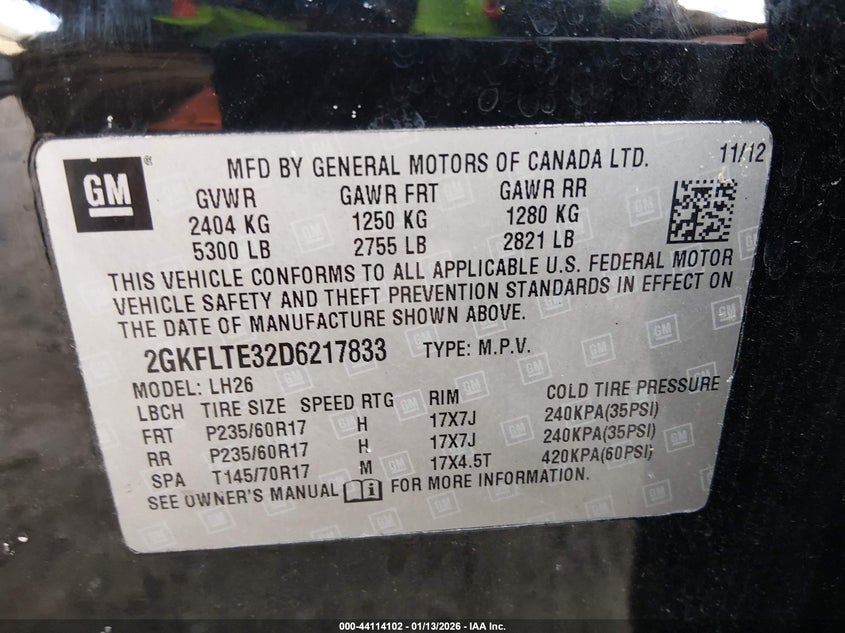 GM
MFD BY GENERAL MOTORS OF CANADA LTD. 11/12
GVWR GAWR FRT GAWR RR
2404 KG 1250 KG 1280 KG
5300 LB 2755 LB 2821 LB
THIS VEHICLE CONFORMS TO ALL APPLICABLE U.S. FEDERAL MOTOR
VEHICLE SAFETY AND THEFT PREVENTION STANDARDS IN EFFECT ON
THE DATE OF MANUFACTURE SHOWN ABOVE.
2GKFLTE32D6217833 TYPE: M.P.V.
MODEL: LH26
LBCH TIRE SIZE SPEED RTG RIM COLD TIRE PRESSURE
FRT P235/60R17 H 17X7J 240KPA(35PSI)
RR P235/60R17 H 17X7J 240KPA(35PSI)
SPA T145/70R17 M 17X4.5T 420KPA(60PSI)
SEE OWNER'S MANUAL FOR MORE INFORMATION.
000-44114102 - 01/13/2026 - IAA Inc.